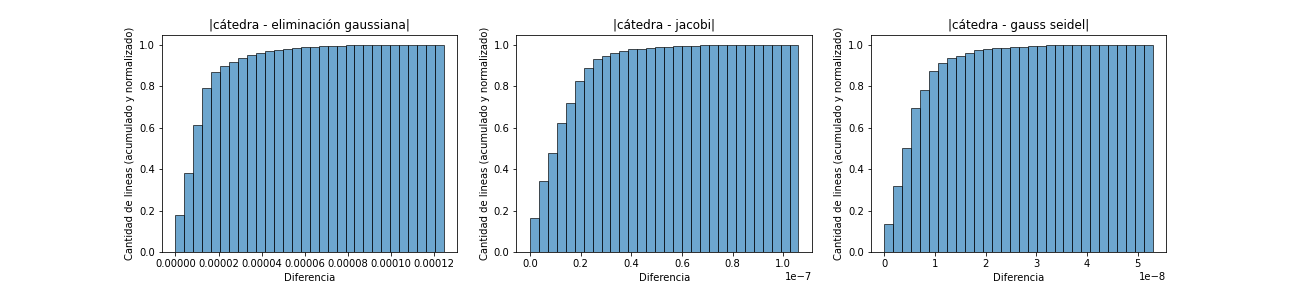 |cátedra - eliminación gaussiana|
Cantidad de lineas (acumulado y normalizado)
1.0
0.8
0.6
0.4
0.2
0.0
0.00000 0.00002 0.00004 0.00006 0.00008 0.00010 0.00012
Diferencia
|cátedra - jacobi|
Cantidad de lineas (acumulado y normalizado)
1.0
0.8
0.6
0.4
0.2
0.0
0.0 0.2 0.4 0.6 0.8 1.0
1e−7
Diferencia
|cátedra - gauss seidel|
Cantidad de lineas (acumulado y normalizado)
1.0
0.8
0.6
0.4
0.2
0.0
0 1 2 3 4 5
1e−8
Diferencia